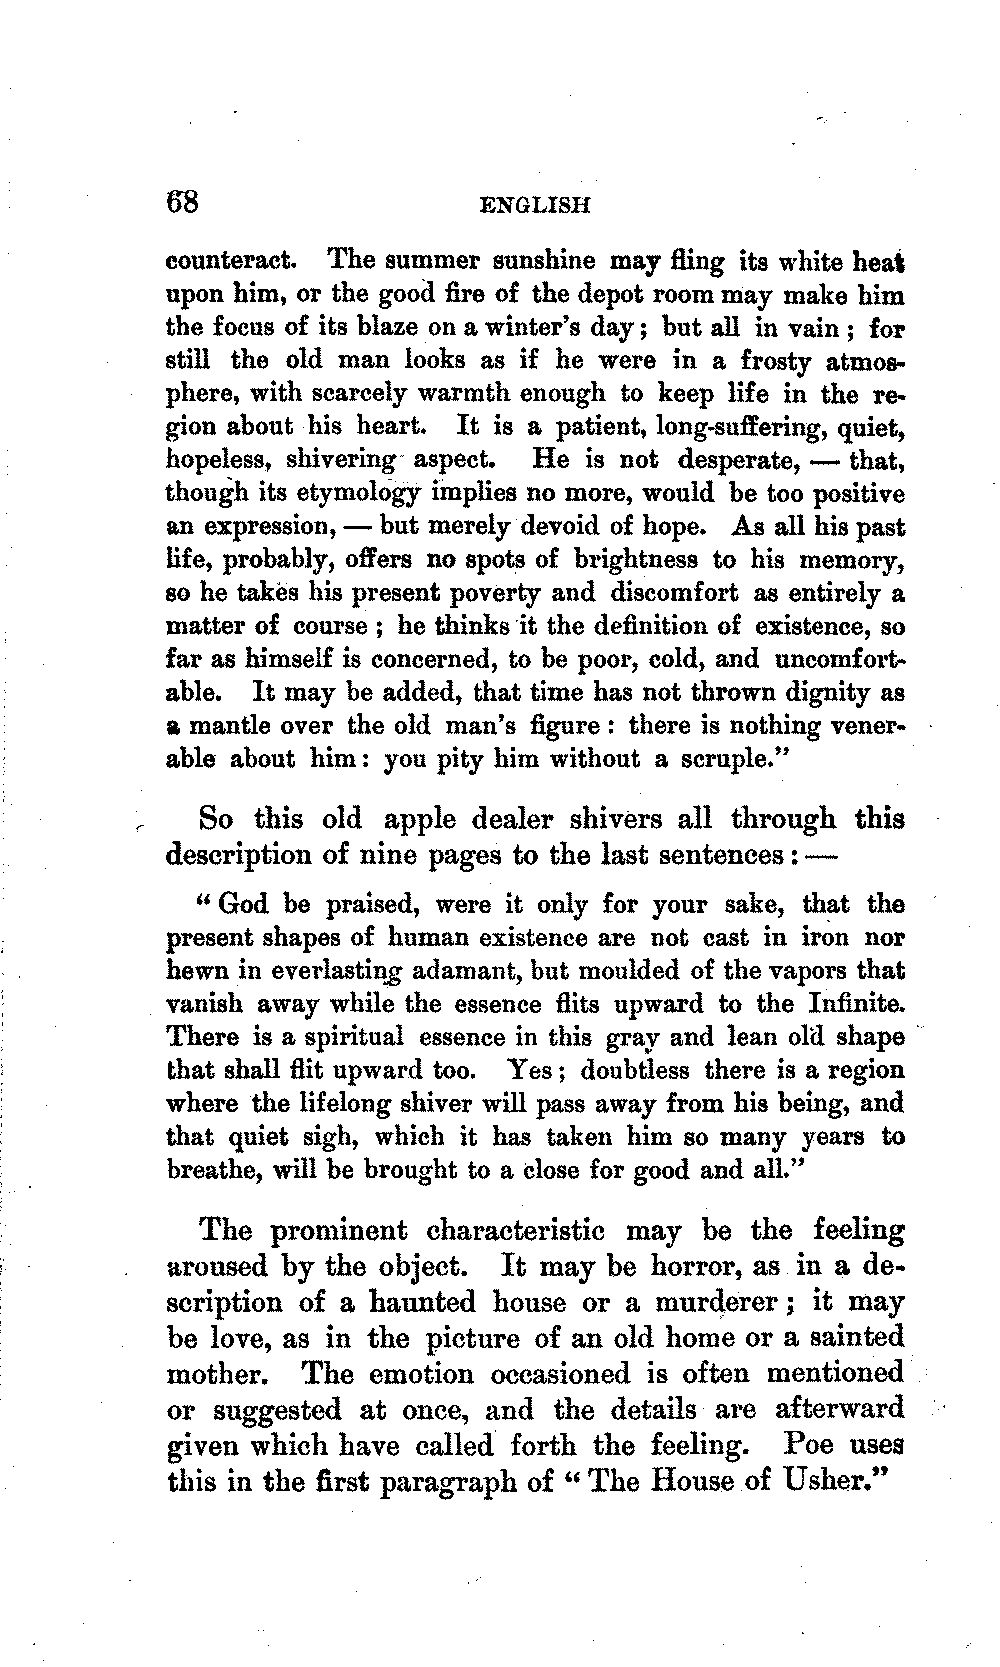 68 ENGLISH
counteract. The summer sunshine may fling its white heat
upon him, or the good fire of the depot room may make him
the focus of its blaze on a winter's day; but all in vain; for
still the old man looks as if he were in a frosty atmos-
phere, with scarcely warmth enough to keep life in the re-
gion about his heart. It is a patient, long-suffering, quiet,
hopeless, shivering aspect. He is not desperate, — that,
though its etymology implies no more, would be too positive
an expression, — but merely devoid of hope. As all his past
life, probably, offers no spots of brightness to his memory,
so he takes his present poverty and discomfort as entirely a
matter of course; he thinks it the definition of existence, so
far as himself is concerned, to be poor, cold, and uncomfort-
able. It may be added, that time has not thrown dignity as
a mantle over the old man's figure: there is nothing vener-
able about him: you pity him without a scruple."
So this old apple dealer shivers all through this
description of nine pages to the last sentences: —
"God be praised, were it only for your sake, that the
present shapes of human existence are not cast in iron nor
hewn in everlasting adamant, but moulded of the vapors that
vanish away while the essence flits upward to the Infinite.
There is a spiritual essence in this gray and lean old shape
that shall flit upward too. Yes; doubtless there is a region
where the lifelong shiver will pass away from his being, and
that quiet sigh, which it has taken him so many years to
breathe, will be brought to a close for good and all."
The prominent characteristic may be the feeling
aroused by the object. It may be horror, as in a de-
scription of a haunted house or a murderer; it may
be love, as in the picture of an old home or a sainted
mother. The emotion occasioned is often mentioned
or suggested at once, and the details are afterward
given which have called forth the feeling. Poe uses
this in the first paragraph of "The House of Usher."